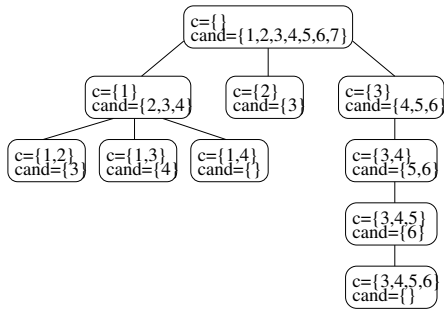 c={}
cand={1,2,3,4,5,6,7}
c={1}
cand={2,3,4}
c={2}
cand={3}
c={3}
cand={4,5,6}
c={1,2}
cand={3}
c={1,3}
cand={4}
c={1,4}
cand={}
c={3,4}
cand={5,6}
c={3,4,5}
cand={6}
c={3,4,5,6}
cand={}